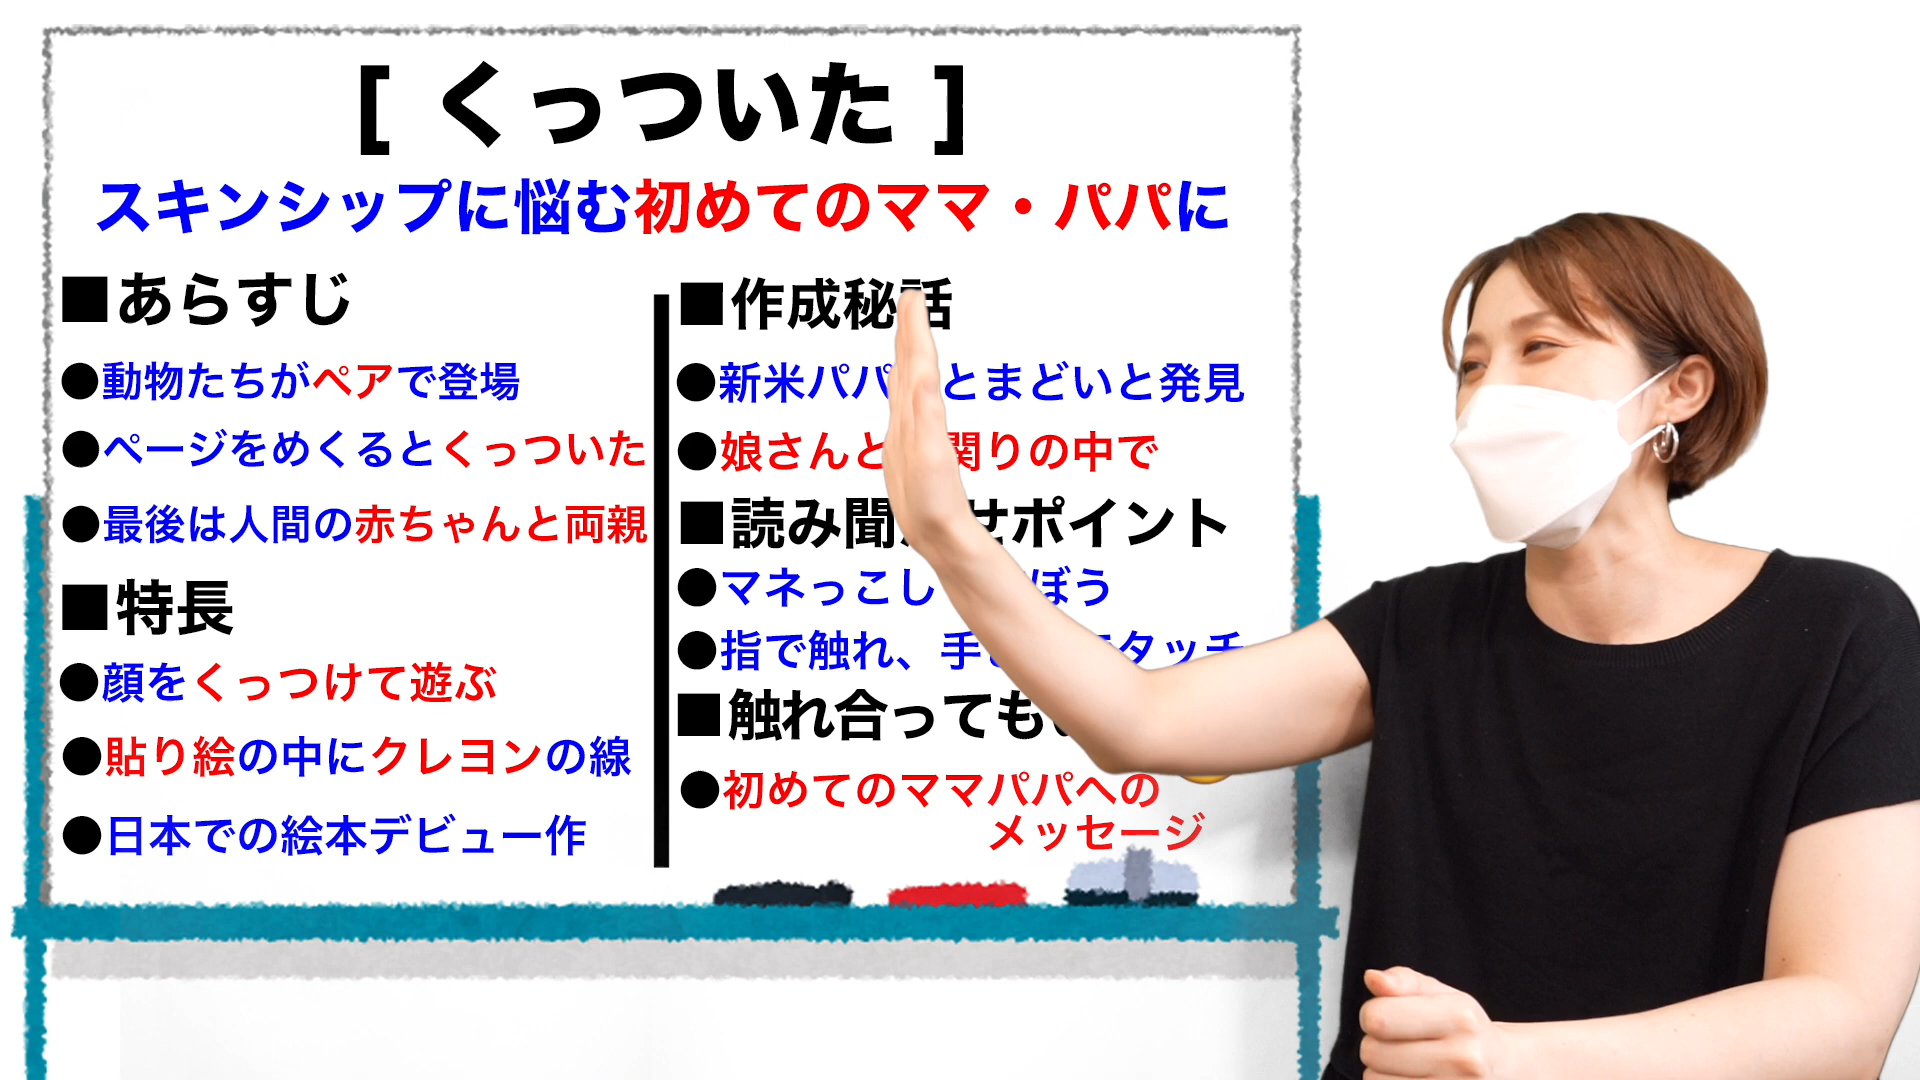 [ くっついた ]
スキンシップに悩む初めてのママ・パパに
■あらすじ
●動物たちがペアで登場
●ページをめくるとくっついた
●最後は人間の赤ちゃんと両親
■特長
●顔をくっつけて遊ぶ
●貼り絵の中にクレヨンの線
●日本での絵本デビュー作
■作成秘話
●新米パパ とまどいと発見
●娘さんと 関りの中で
■読み聞 せポイント
●マネっこし ぼう
●指で触れ、手 タッチ
■触れ合っても
●初めてのママパパへの
メッセージ